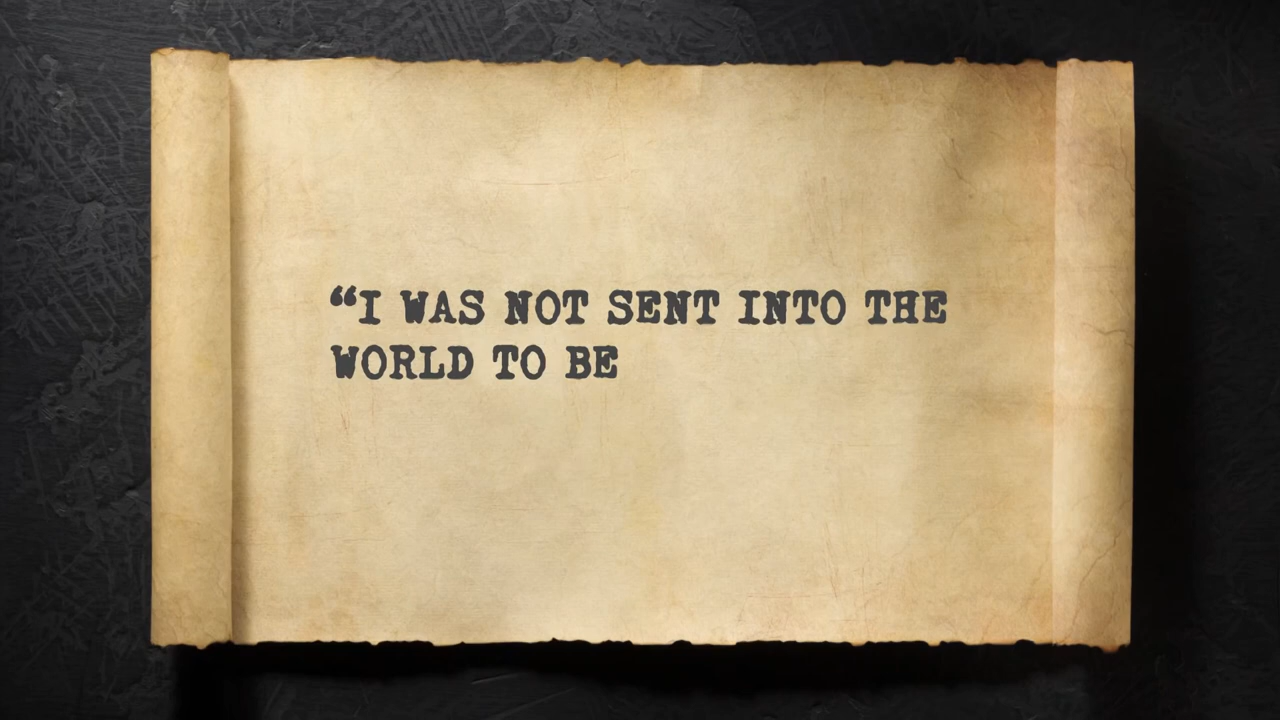 “I WAS NOT SENT INTO THE
WORLD TO BE